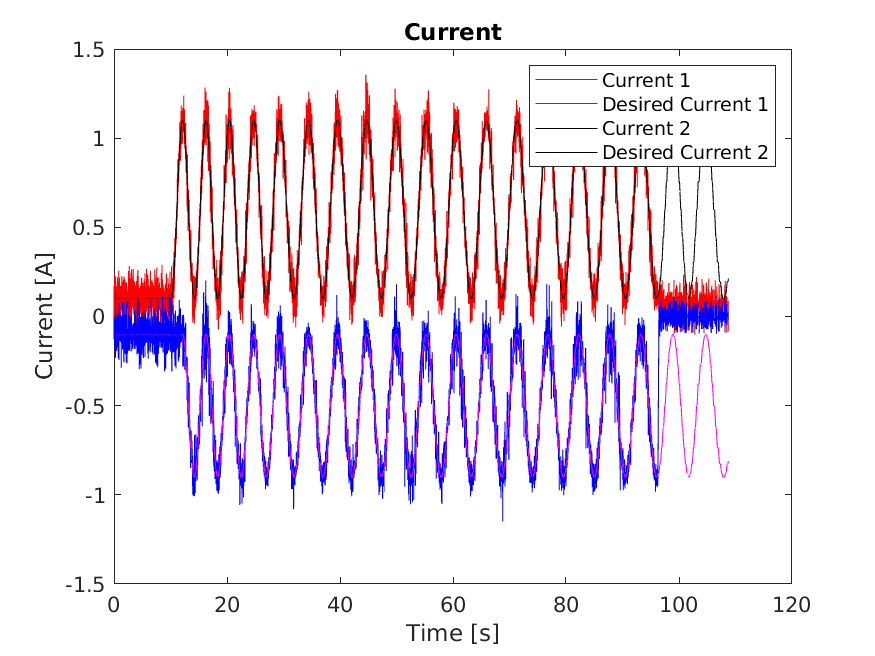 Current
Current 1
Desired Current 1
Current 2
Desired Current 2
1.5
1
0.5
0
-0.5
-1
-1.5
Current [A]
0 20 40 60 80 100 120
Time [s]